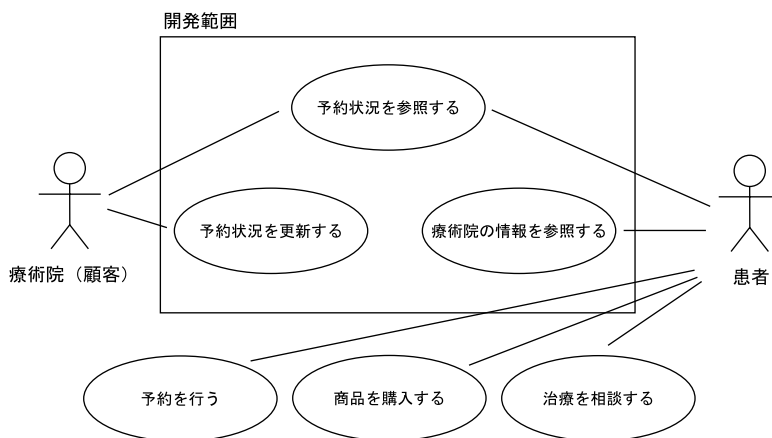 開発範囲
予約状況を参照する
予約状況を更新する
療術院の情報を参照する
療術院（顧客）
患者
予約を行う
商品を購入する
治療を相談する